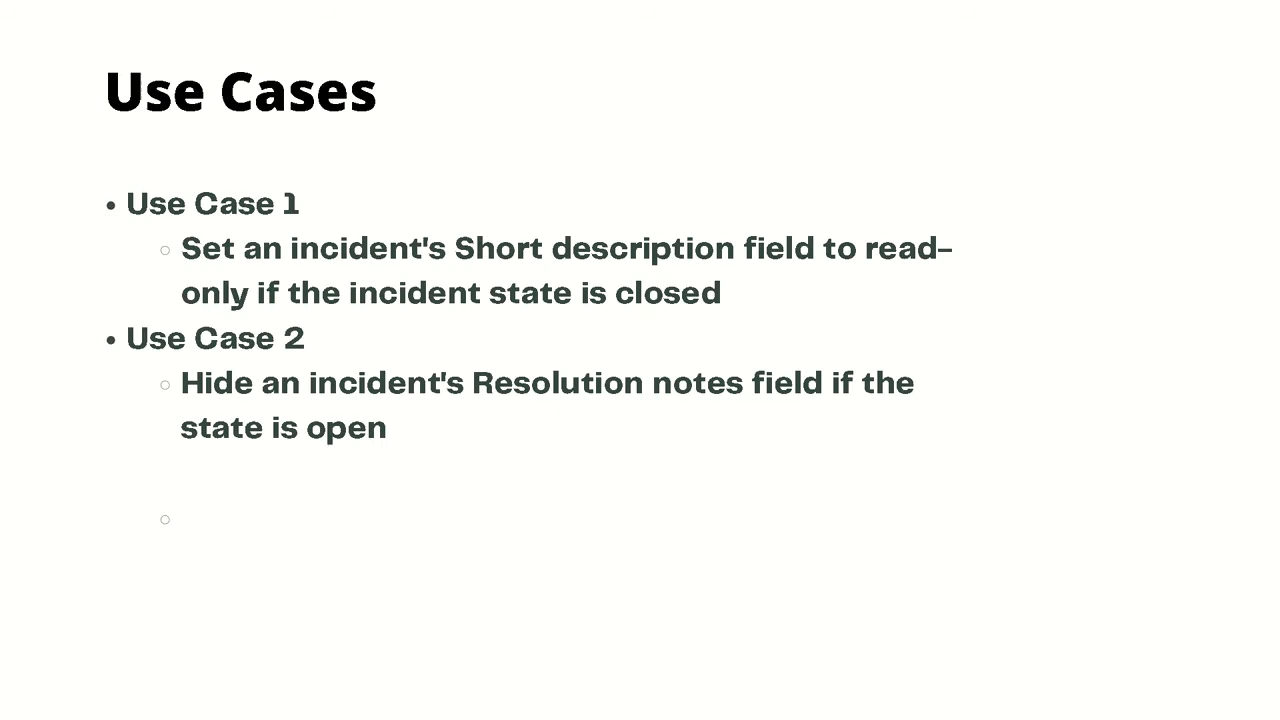 Use Cases
• Use Case 1
○ Set an incident's Short description field to read-
only if the incident state is closed
• Use Case 2
○ Hide an incident's Resolution notes field if the
state is open
○